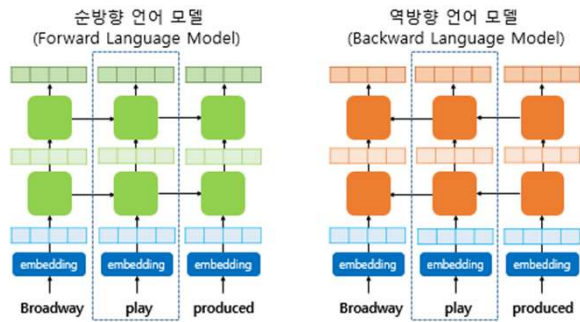 순방향 언어 모델
(Forward Language Model)
embedding embedding embedding
Broadway play produced
역방향 언어 모델
(Backward Language Model)
embedding embedding embedding
Broadway play produced